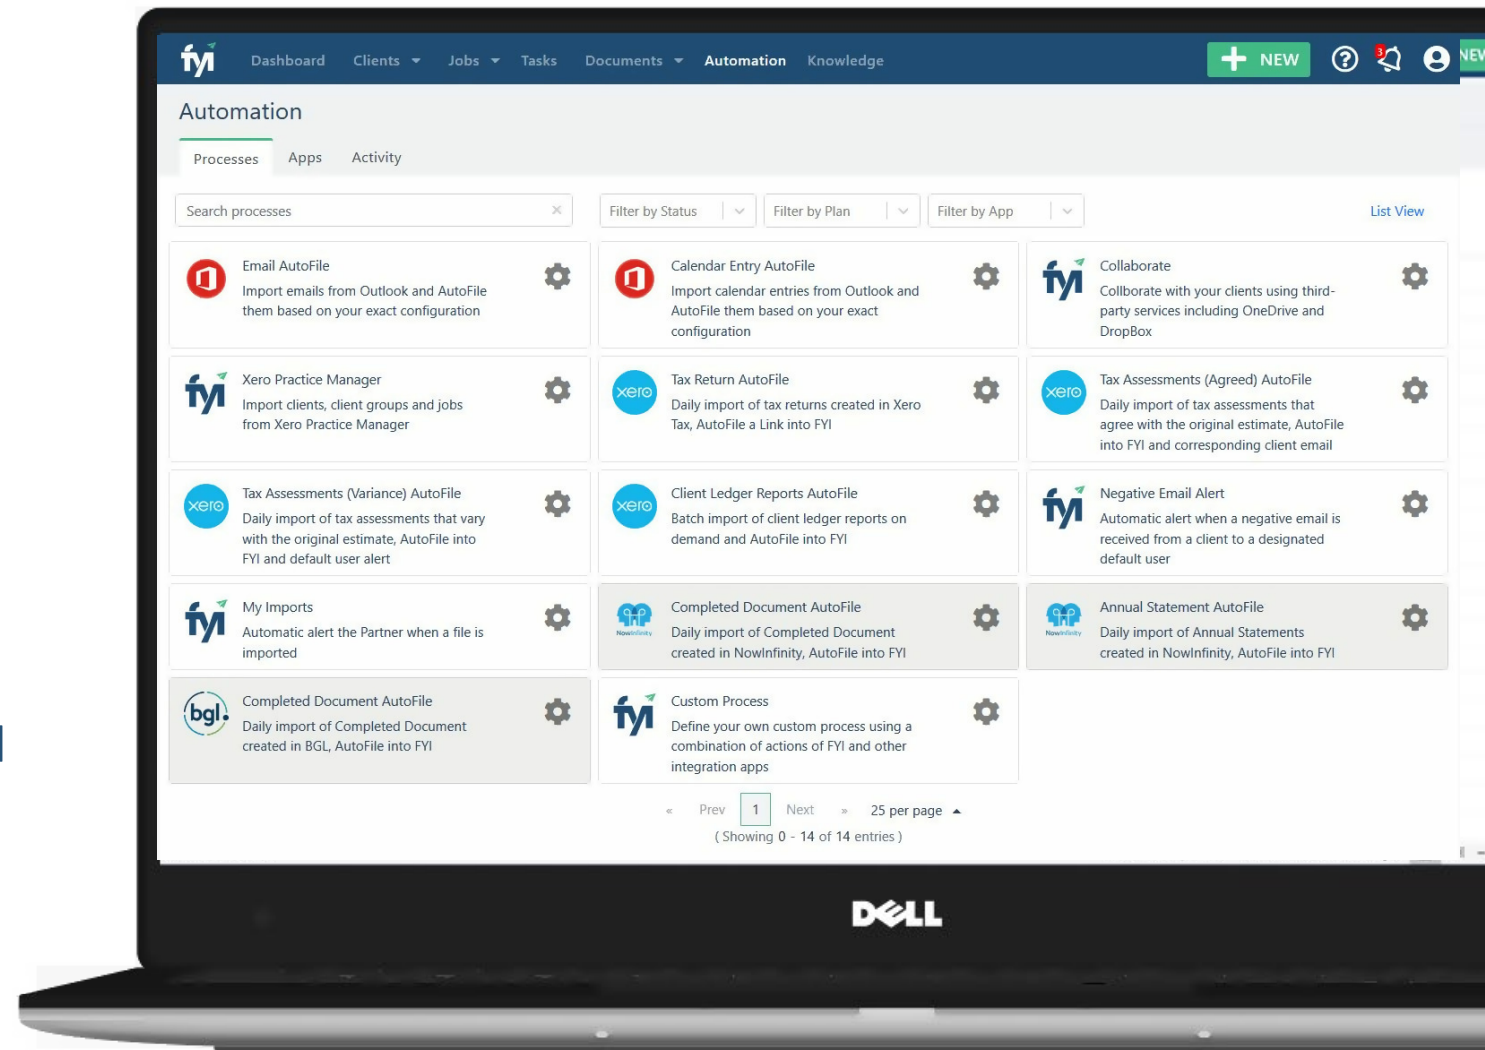 fyi Dashboard Clients Jobs Tasks Documents Automation Knowledge NEW 3 NEW
Automation
Processes Apps Activity
Search processes Filter by Status Filter by Plan Filter by App List View
Email AutoFile
Import emails from Outlook and AutoFile
them based on your exact configuration
Calendar Entry AutoFile
Import calendar entries from Outlook and
AutoFile them based on your exact
configuration
fyi
Collaborate
Collborate with your clients using third-
party services including OneDrive and
DropBox
fyi
Xero Practice Manager
Import clients, client groups and jobs
from Xero Practice Manager
xero
Tax Return AutoFile
Daily import of tax returns created in Xero
Tax, AutoFile a Link into FYI
xero
Tax Assessments (Agreed) AutoFile
Daily import of tax assessments that
agree with the original estimate, AutoFile
into FYI and corresponding client email
xero
Tax Assessments (Variance) AutoFile
Daily import of tax assessments that vary
with the original estimate, AutoFile into
FYI and default user alert
xero
Client Ledger Reports AutoFile
Batch import of client ledger reports on
demand and AutoFile into FYI
fyi
Negative Email Alert
Automatic alert when a negative email is
received from a client to a designated
default user
fyi
My Imports
Automatic alert the Partner when a file is
imported
NowInfinity
Completed Document AutoFile
Daily import of Completed Document
created in NowInfinity, AutoFile into FYI
NowInfinity
Annual Statement AutoFile
Daily import of Annual Statements
created in NowInfinity, AutoFile into FYI
bgl.
Completed Document AutoFile
Daily import of Completed Document
created in BGL, AutoFile into FYI
fyi
Custom Process
Define your own custom process using a
combination of actions of FYI and other
integration apps
« Prev 1 Next » 25 per page
( Showing 0 - 14 of 14 entries )
DELL